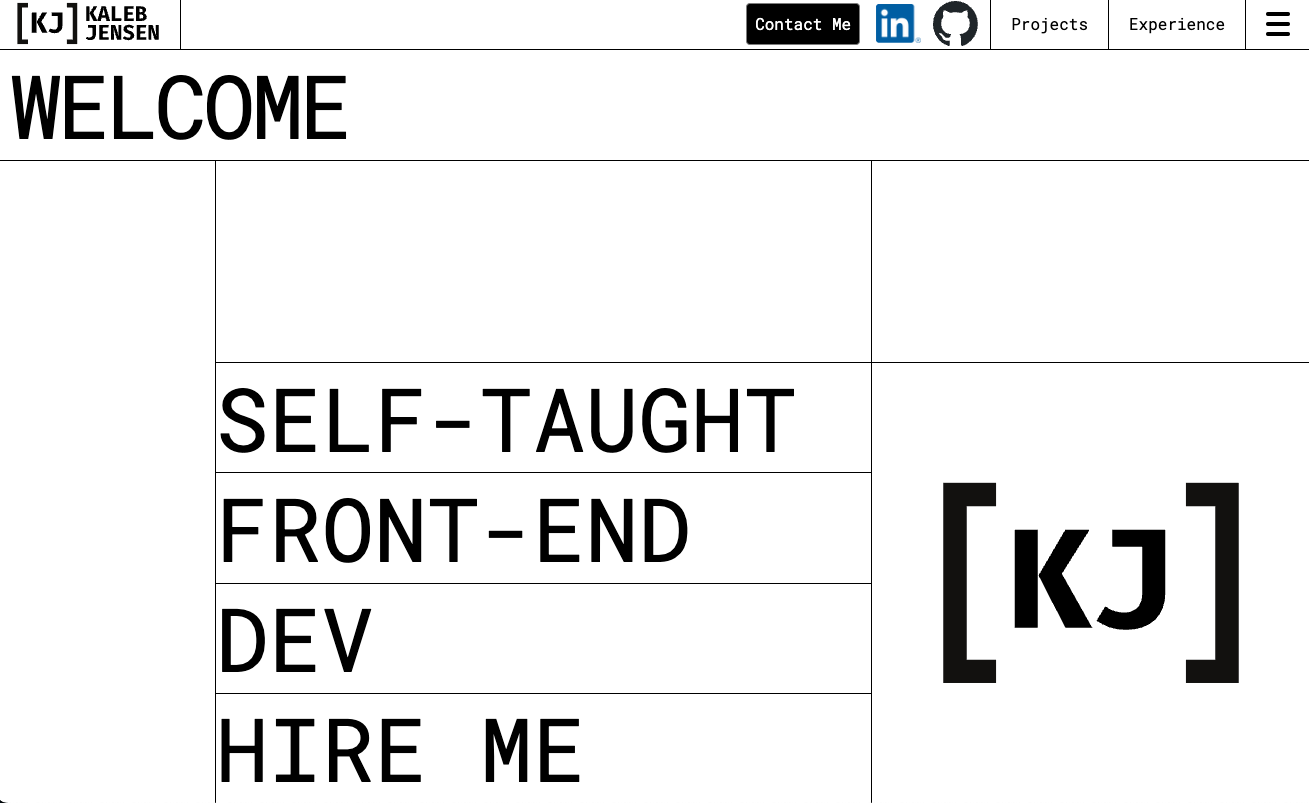 [KJ] KALEB
JENSEN
Contact Me
in
Projects
Experience
WELCOME
SELF-TAUGHT
FRONT-END
DEV
HIRE ME
[KJ]